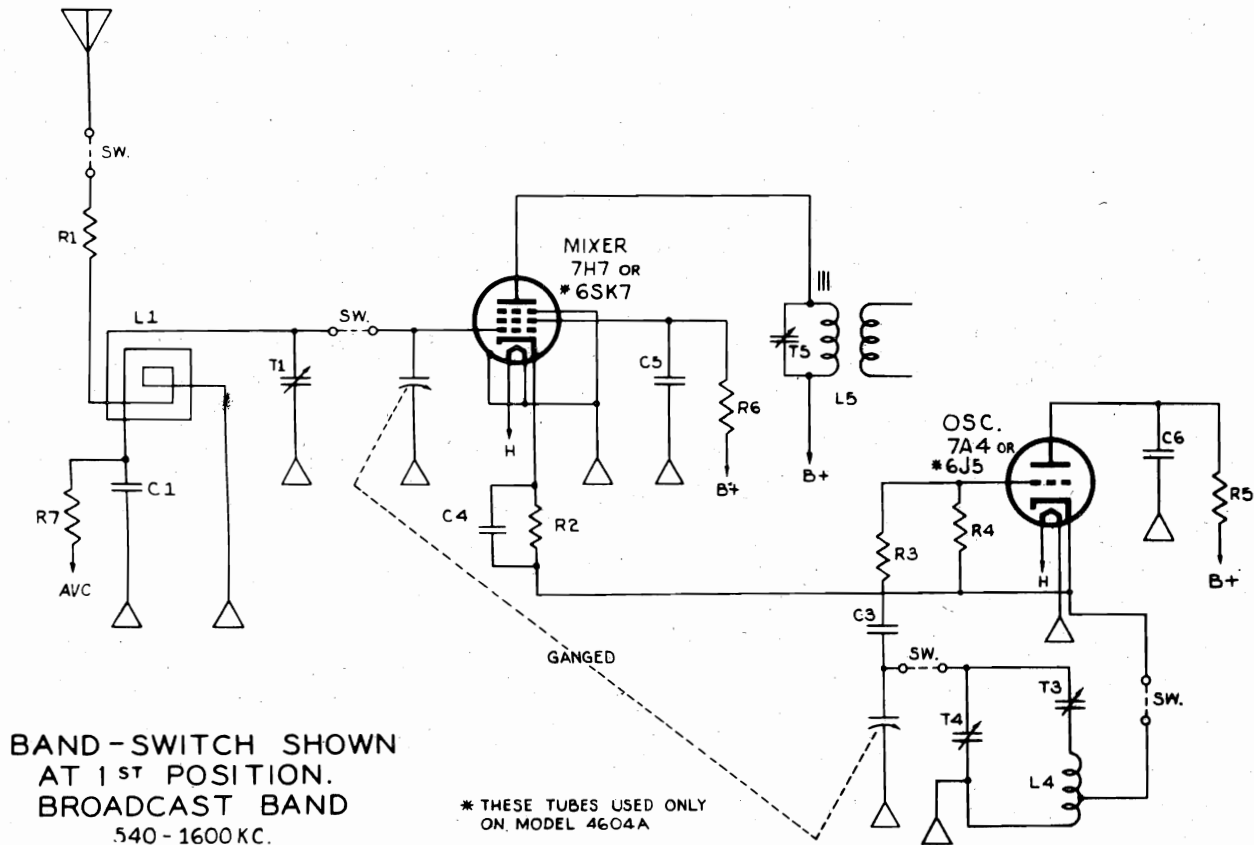 SW.
R1
MIXER
7H7 OR
* 6SK7
L1
SW.
T1
C5
R6
T5
L5
OSC.
7A4 OR
* 6J5
C6
R5
H
B+
B+
R7
C1
C4
R2
R3
R4
H
B+
AVC
C3
GANGED
SW.
T3
SW.
T4
L4
BAND-SWITCH SHOWN
AT 1ST POSITION.
BROADCAST BAND
540-1600 KC.
* THESE TUBES USED ONLY
ON MODEL 4604A